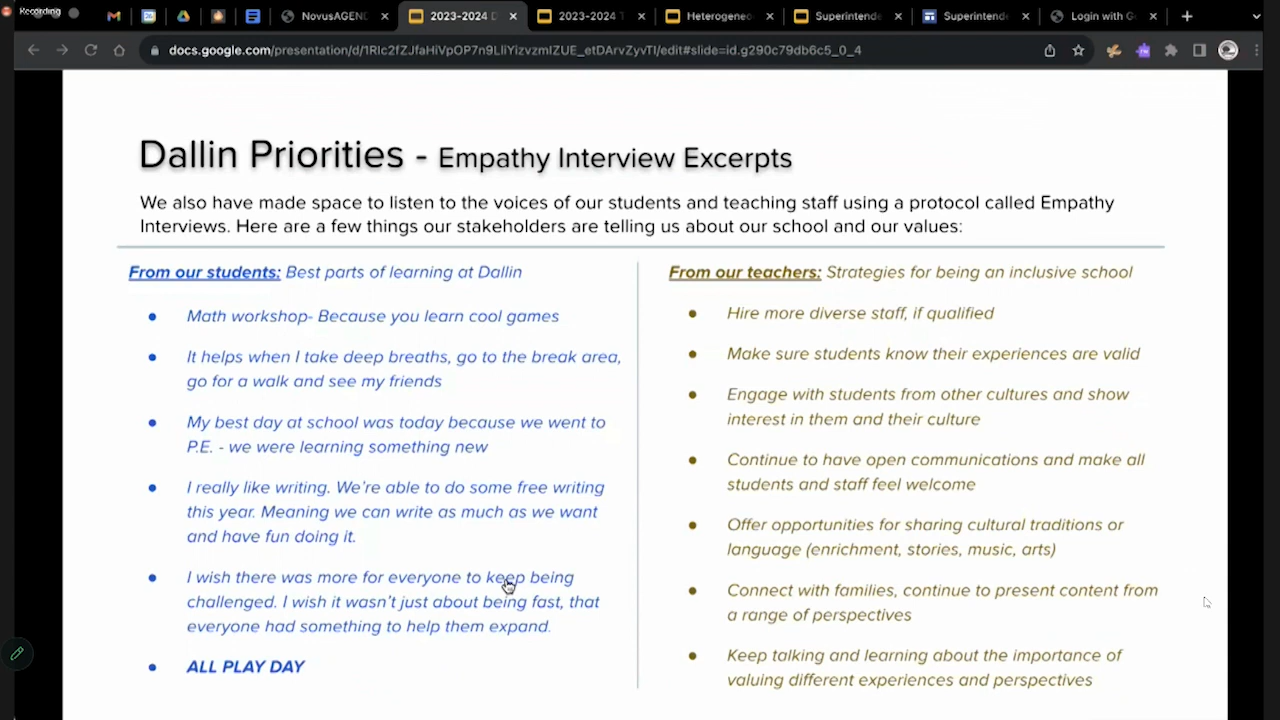 Recording
NovusAGEND
2023-2024 D
2023-2024 T
Heterogeneo
Superintend
Superintend
Login with G
docs.google.com/presentation/d/1RIc2fZJfaHiVpOP7n9LliYizvzmIZUE_etDArvZyvTI/edit#slide=id.g290c79db6c5_0_4
Dallin Priorities - Empathy Interview Excerpts
We also have made space to listen to the voices of our students and teaching staff using a protocol called Empathy
Interviews. Here are a few things our stakeholders are telling us about our school and our values:
From our students: Best parts of learning at Dallin
● Math workshop- Because you learn cool games
● It helps when I take deep breaths, go to the break area,
go for a walk and see my friends
● My best day at school was today because we went to
P.E. - we were learning something new
● I really like writing. We're able to do some free writing
this year. Meaning we can write as much as we want
and have fun doing it.
● I wish there was more for everyone to keep being
challenged. I wish it wasn't just about being fast, that
everyone had something to help them expand.
● ALL PLAY DAY
From our teachers: Strategies for being an inclusive school
● Hire more diverse staff, if qualified
● Make sure students know their experiences are valid
● Engage with students from other cultures and show
interest in them and their culture
● Continue to have open communications and make all
students and staff feel welcome
● Offer opportunities for sharing cultural traditions or
language (enrichment, stories, music, arts)
● Connect with families, continue to present content from
a range of perspectives
● Keep talking and learning about the importance of
valuing different experiences and perspectives